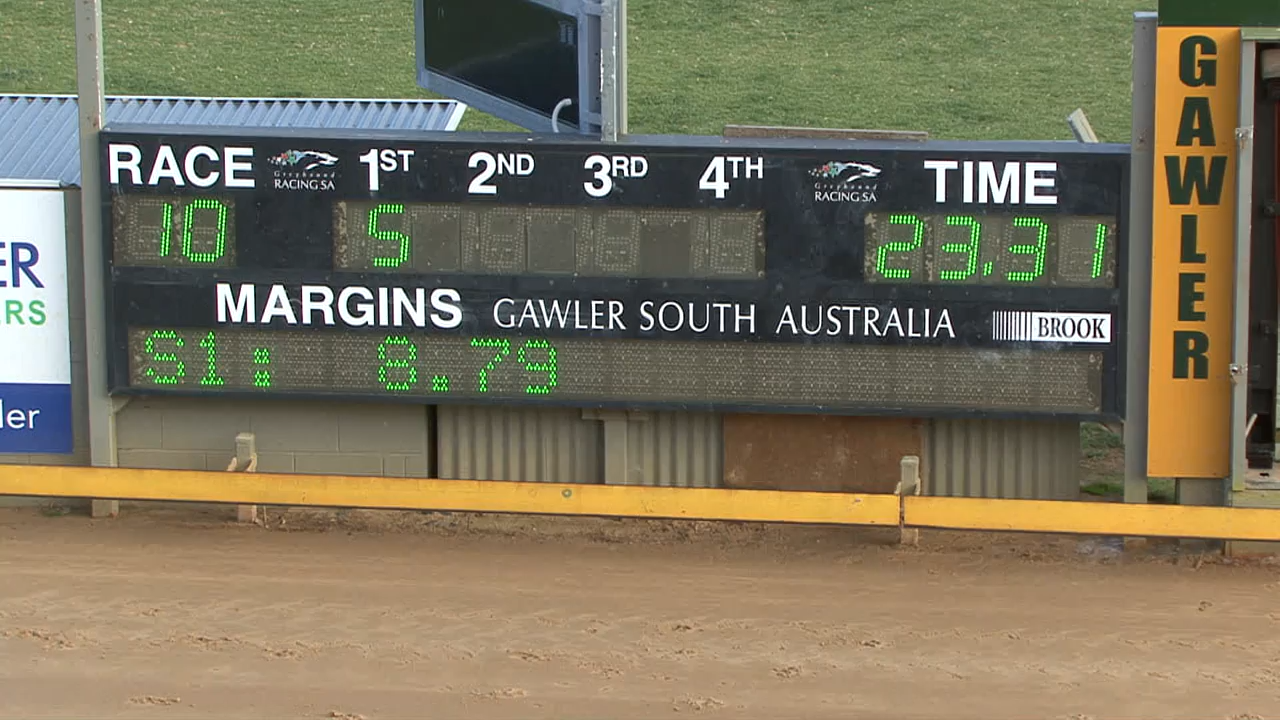 RACE Greyhound RACING SA 1ST 2ND 3RD 4TH Greyhound RACING SA TIME
10 5 23.31
MARGINS GAWLER SOUTH AUSTRALIA BROOK
S1: 8.79
GAWLER
ER
RS
ler